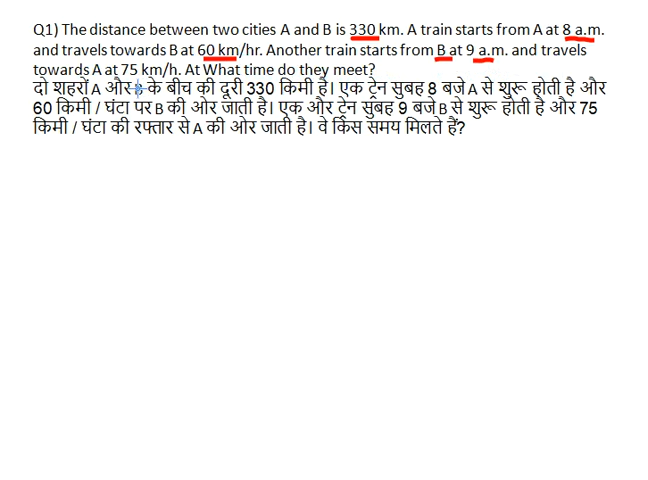 Q1) The distance between two cities A and B is 330 km. A train starts from A at 8 a.m.
and travels towards B at 60 km/hr. Another train starts from B at 9 a.m. and travels
towards A at 75 km/h. At What time do they meet?
दो शहरों A और B के बीच की दूरी 330 किमी है। एक ट्रेन सुबह 8 बजे A से शुरू होती है और
60 किमी / घंटा पर B की ओर जाती है। एक और ट्रेन सुबह 9 बजे B से शुरू होती है और 75
किमी / घंटा की रफ्तार से A की ओर जाती है। वे किस समय मिलते हैं?